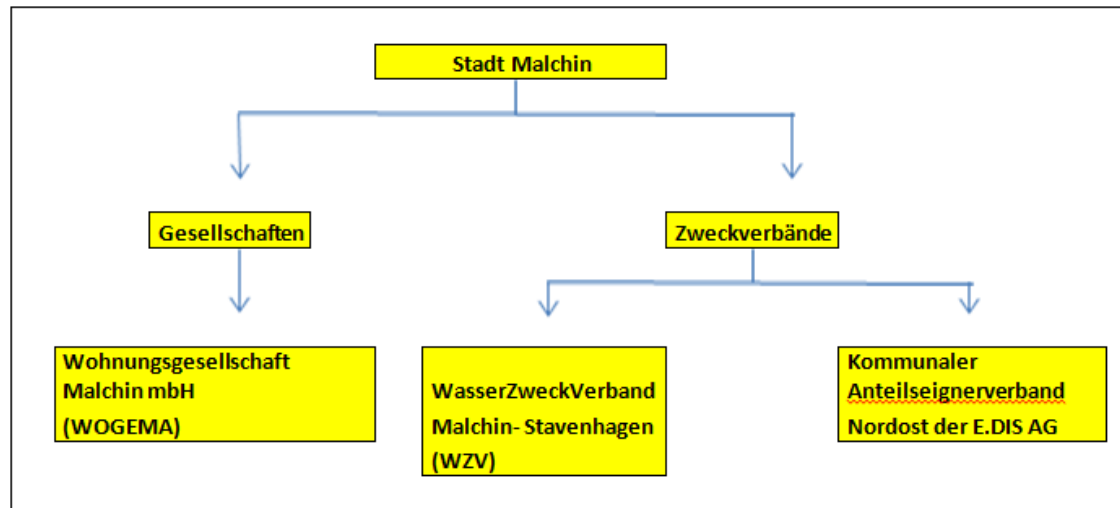 Stadt Malchin
Gesellschaften
Zweckverbände
Wohnungsgesellschaft
Malchin mbH
(WOGEMA)
WasserZweckVerband
Malchin- Stavenhagen
(WZV)
Kommunaler
Anteilseignerverband
Nordost der E.DIS AG